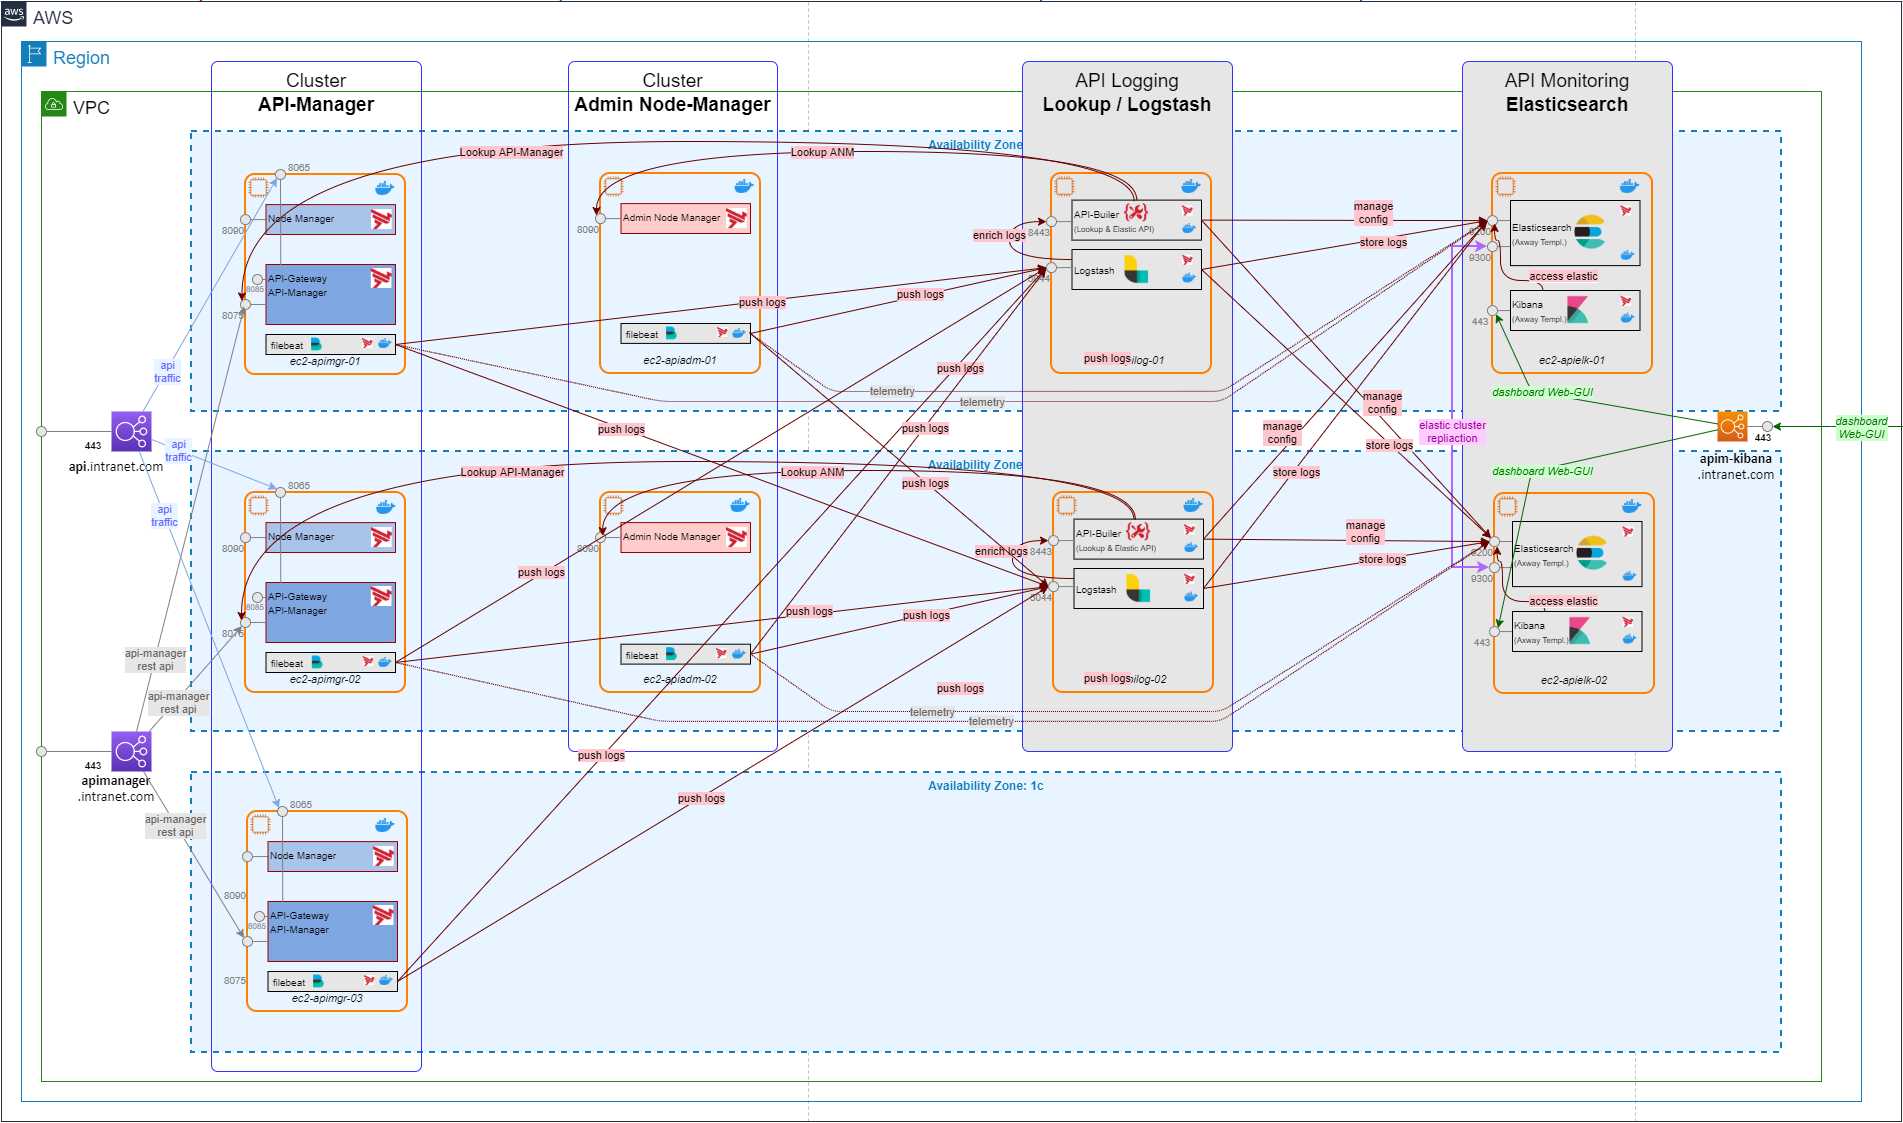 aws
AWS
Region
VPC
Cluster
API-Manager
Cluster
Admin Node-Manager
API Logging
Lookup / Logstash
API Monitoring
Elasticsearch
Availability Zone
Lookup API-Manager
Lookup ANM
8065
Node Manager
8090
API-Gateway
API-Manager
8085
8075
filebeat
ec2-apimgr-01
Admin Node Manager
8090
filebeat
ec2-apiadm-01
API-Builer
(Lookup & Elastic API)
8443
enrich logs
Logstash
push logs
ilog-01
manage
config
store logs
Elasticsearch
(Axway Templ.)
9200
9300
access elastic
Kibana
(Axway Templ.)
443
ec2-apielk-01
push logs
push logs
push logs
push logs
push logs
push logs
telemetry
telemetry
api
traffic
443
api.intranet.com
api
traffic
api
traffic
manage
config
store logs
manage
config
store logs
elastic cluster
repliaction
dashboard Web-GUI
dashboard Web-GUI
443
apim-kibana
.intranet.com
dashboard
Web-GUI
Availability Zone
Lookup API-Manager
Lookup ANM
8065
Node Manager
8090
API-Gateway
API-Manager
8085
8075
filebeat
ec2-apimgr-02
Admin Node Manager
8090
filebeat
ec2-apiadm-02
API-Builer
(Lookup & Elastic API)
8443
enrich logs
Logstash
8044
push logs
ilog-02
manage
config
store logs
Elasticsearch
(Axway Templ.)
9200
9300
access elastic
Kibana
(Axway Templ.)
443
ec2-apielk-02
push logs
push logs
push logs
push logs
telemetry
telemetry
api-manager
rest api
api-manager
rest api
443
apimanager
.intranet.com
api-manager
rest api
push logs
push logs
Availability Zone: 1c
8065
Node Manager
8090
API-Gateway
API-Manager
8085
8075
filebeat
ec2-apimgr-03